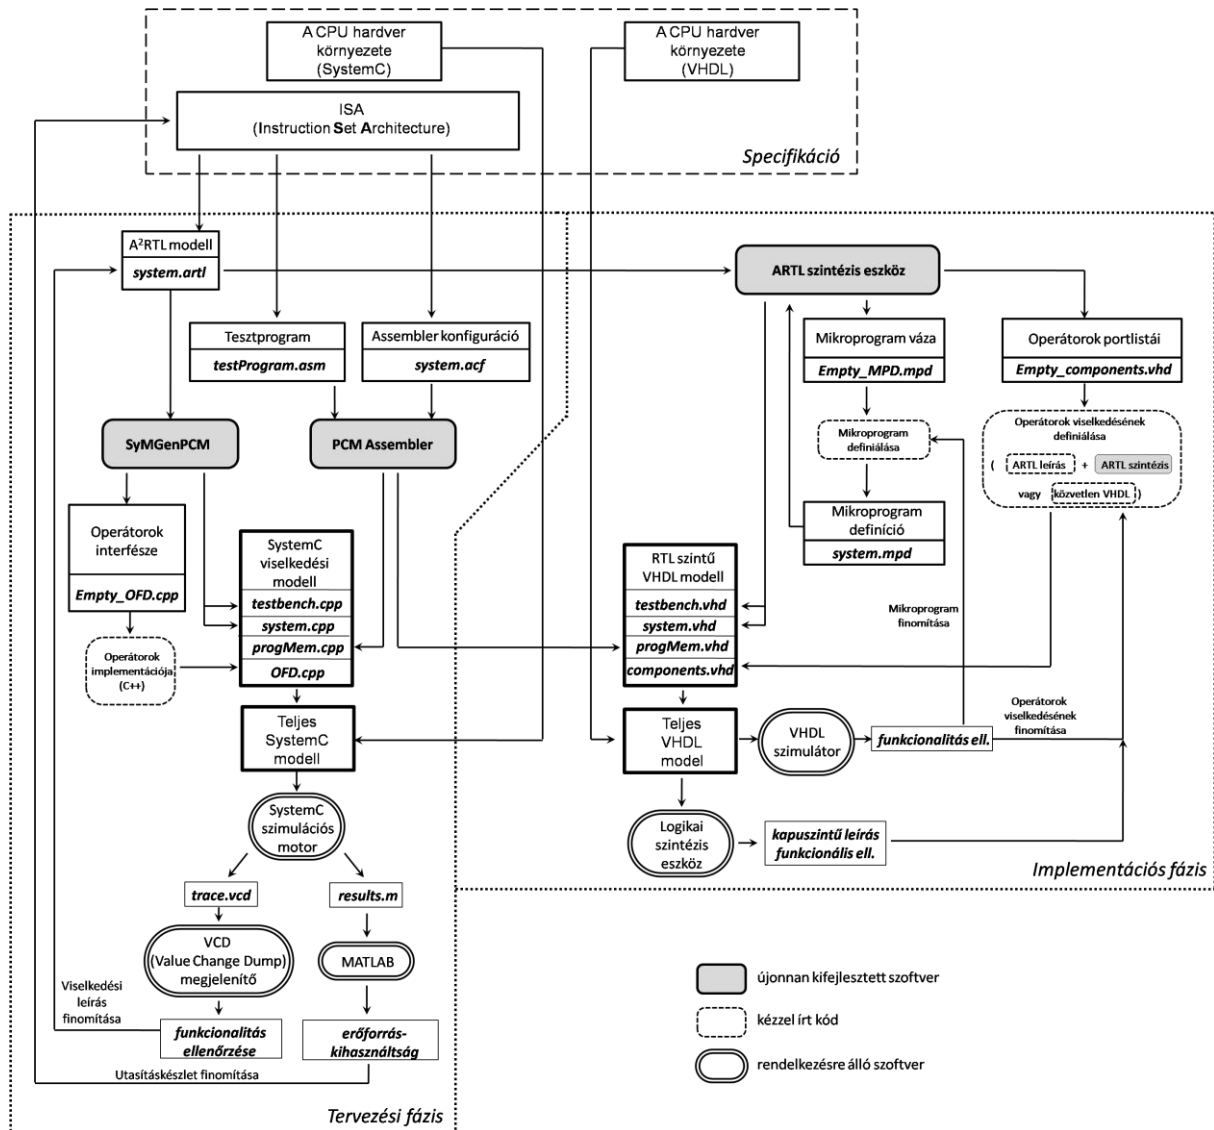 A CPU hardver
környezete
(SystemC)
A CPU hardver
környezete
(VHDL)
ISA
(Instruction Set Architecture)
Specifikáció
A²RTL modell
system.artl
ARTL szintézis eszköz
Tesztprogram
testProgram.asm
Assembler konfiguráció
system.acf
Mikroprogram váza
Empty_MPD.mpd
Operátorok portlistái
Empty_components.vhd
SyMGenPCM
PCM Assembler
Mikroprogram
definiálása
Operátorok viselkedésének
definiálása
( ARTL leírás + ARTL szintézis
vagy közvetlen VHDL )
Operátorok
interfésze
Empty_OFD.cpp
SystemC
viselkedési
modell
testbench.cpp
system.cpp
progMem.cpp
OFD.cpp
Mikroprogram
definíció
system.mpd
RTL szintű
VHDL modell
testbench.vhd
system.vhd
progMem.vhd
components.vhd
Mikroprogram
finomítása
Operátorok
implementációja
(C++)
Teljes
SystemC
modell
Teljes
VHDL
model
VHDL
szimulátor
funkcionalitás ell.
Operátorok
viselkedésének
finomítása
SystemC
szimulációs
motor
Logikai
szintézis
eszköz
kapuszintű leírás
funkcionális ell.
Implementációs fázis
trace.vcd
results.m
VCD
(Value Change Dump)
megjelenítő
MATLAB
Viselkedési
leírás
finomítása
funkcionalitás
ellenőrzése
erőforrás-
kihasználtság
Utasításkészlet finomítása
Tervezési fázis
újonnan kifejlesztett szoftver
kézzel írt kód
rendelkezésre álló szoftver